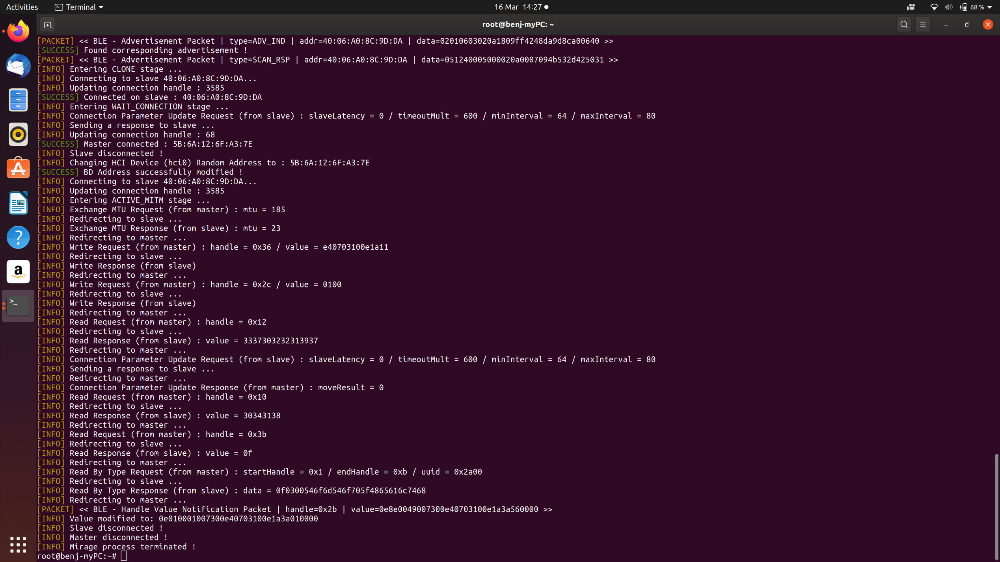 Activities Terminal 16 Mar 14:27 68 %
root@benj-myPC: ~
[PACKET] << BLE - Advertisement Packet | type=ADV_IND | addr=40:06:A0:8C:9D:DA | data=02010603020a1809ff4248da9d8ca00640 >>
[SUCCESS] Found corresponding advertisement !
[PACKET] << BLE - Advertisement Packet | type=SCAN_RSP | addr=40:06:A0:8C:9D:DA | data=051240005000020a0007094b532d425031 >>
[INFO] Entering CLONE stage ...
[INFO] Connecting to slave 40:06:A0:8C:9D:DA...
[INFO] Updating connection handle : 3585
[SUCCESS] Connected on slave : 40:06:A0:8C:9D:DA
[INFO] Entering WAIT_CONNECTION stage ...
[INFO] Connection Parameter Update Request (from slave) : slaveLatency = 0 / timeoutMult = 600 / minInterval = 64 / maxInterval = 80
[INFO] Sending a response to slave ...
[INFO] Updating connection handle : 68
[SUCCESS] Master connected : 5B:6A:12:6F:A3:7E
[INFO] Slave disconnected !
[INFO] Changing HCI Device (hci0) Random Address to : 5B:6A:12:6F:A3:7E
[SUCCESS] BD Address successfully modified !
[INFO] Connecting to slave 40:06:A0:8C:9D:DA...
[INFO] Updating connection handle : 3585
[INFO] Entering ACTIVE_MITM stage ...
[INFO] Exchange MTU Request (from master) : mtu = 185
[INFO] Redirecting to slave ...
[INFO] Exchange MTU Response (from slave) : mtu = 23
[INFO] Redirecting to master ...
[INFO] Write Request (from master) : handle = 0x36 / value = e40703100e1a11
[INFO] Redirecting to slave ...
[INFO] Write Response (from slave)
[INFO] Redirecting to master ...
[INFO] Write Request (from master) : handle = 0x2c / value = 0100
[INFO] Redirecting to slave ...
[INFO] Write Response (from slave)
[INFO] Redirecting to master ...
[INFO] Read Request (from master) : handle = 0x12
[INFO] Redirecting to slave ...
[INFO] Read Response (from slave) : value = 3337303232313937
[INFO] Redirecting to master ...
[INFO] Connection Parameter Update Request (from slave) : slaveLatency = 0 / timeoutMult = 600 / minInterval = 64 / maxInterval = 80
[INFO] Sending a response to slave ...
[INFO] Redirecting to master ...
[INFO] Connection Parameter Update Response (from master) : moveResult = 0
[INFO] Read Request (from master) : handle = 0x10
[INFO] Redirecting to slave ...
[INFO] Read Response (from slave) : value = 30343138
[INFO] Redirecting to master ...
[INFO] Read Request (from master) : handle = 0x3b
[INFO] Redirecting to slave ...
[INFO] Read Response (from slave) : value = 0f
[INFO] Redirecting to master ...
[INFO] Read By Type Request (from master) : startHandle = 0x1 / endHandle = 0xb / uuid = 0x2a00
[INFO] Redirecting to slave ...
[INFO] Read By Type Response (from slave) : data = 0f0300546f6d546f705f4865616c7468
[INFO] Redirecting to master ...
[PACKET] << BLE - Handle Value Notification Packet | handle=0x2b | value=0e8e0049007300e40703100e1a3a560000 >>
[INFO] Value modified to: 0e010001007300e40703100e1a3a010000
[INFO] Slave disconnected !
[INFO] Master disconnected !
[INFO] Mirage process terminated !
root@benj-myPC:~#